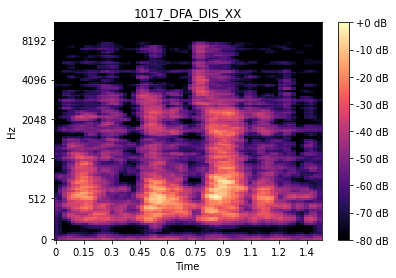 1017_DFA_DIS_XX
8192
4096
2048
1024
512
0
Hz
0 0.15 0.3 0.45 0.6 0.75 0.9 1.1 1.2 1.4
Time
+0 dB
-10 dB
-20 dB
-30 dB
-40 dB
-50 dB
-60 dB
-70 dB
-80 dB